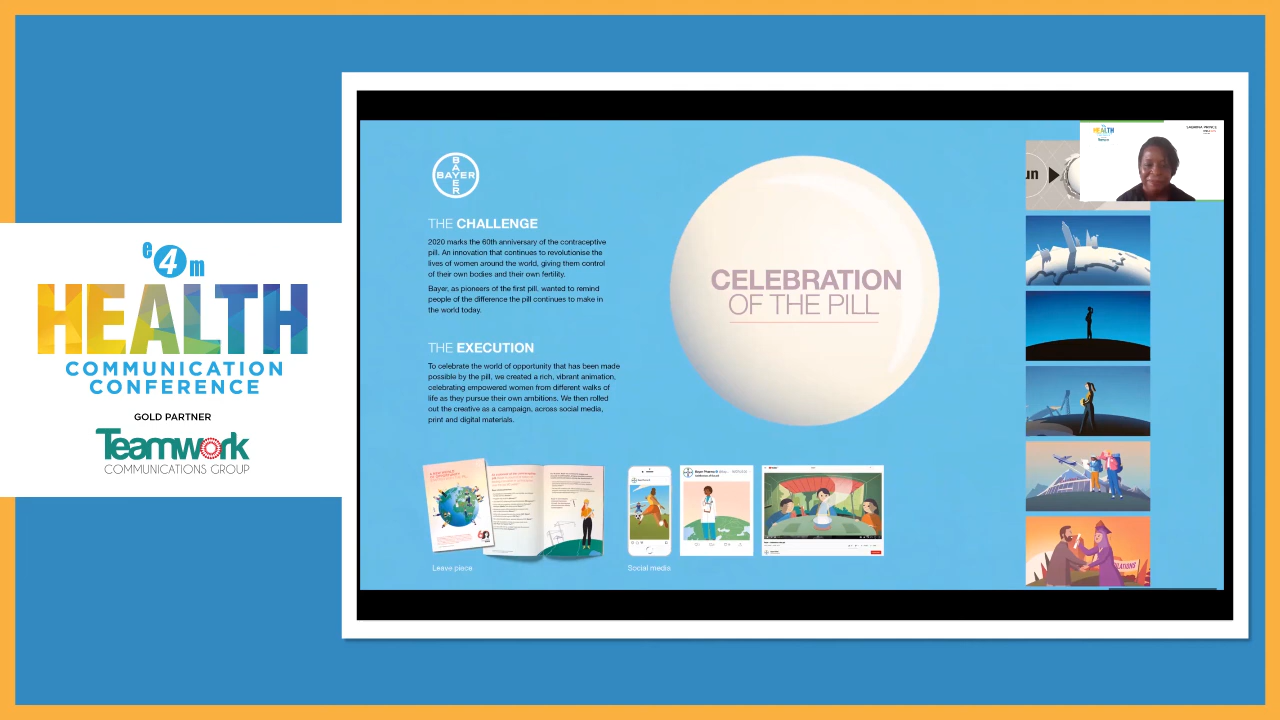 e4m
HEALTH
COMMUNICATION
CONFERENCE
GOLD PARTNER
Teamwork
COMMUNICATIONS GROUP
BAYER
BAYER
THE CHALLENGE
2020 marks the 60th anniversary of the contraceptive
pill. An innovation that continues to revolutionise the
lives of women around the world, giving them control
of their own bodies and their own fertility.
Bayer, as pioneers of the first pill, wanted to remind
people of the difference the pill continues to make in
the world today.
THE EXECUTION
To celebrate the world of opportunity that has been made
possible by the pill, we created a rich, vibrant animation,
celebrating empowered women from different walks of
life as they pursue their own ambitions. We then rolled
out the creative as a campaign, across social media,
print and digital materials.
CELEBRATION
OF THE PILL
Leave piece
Social media
HEALTH